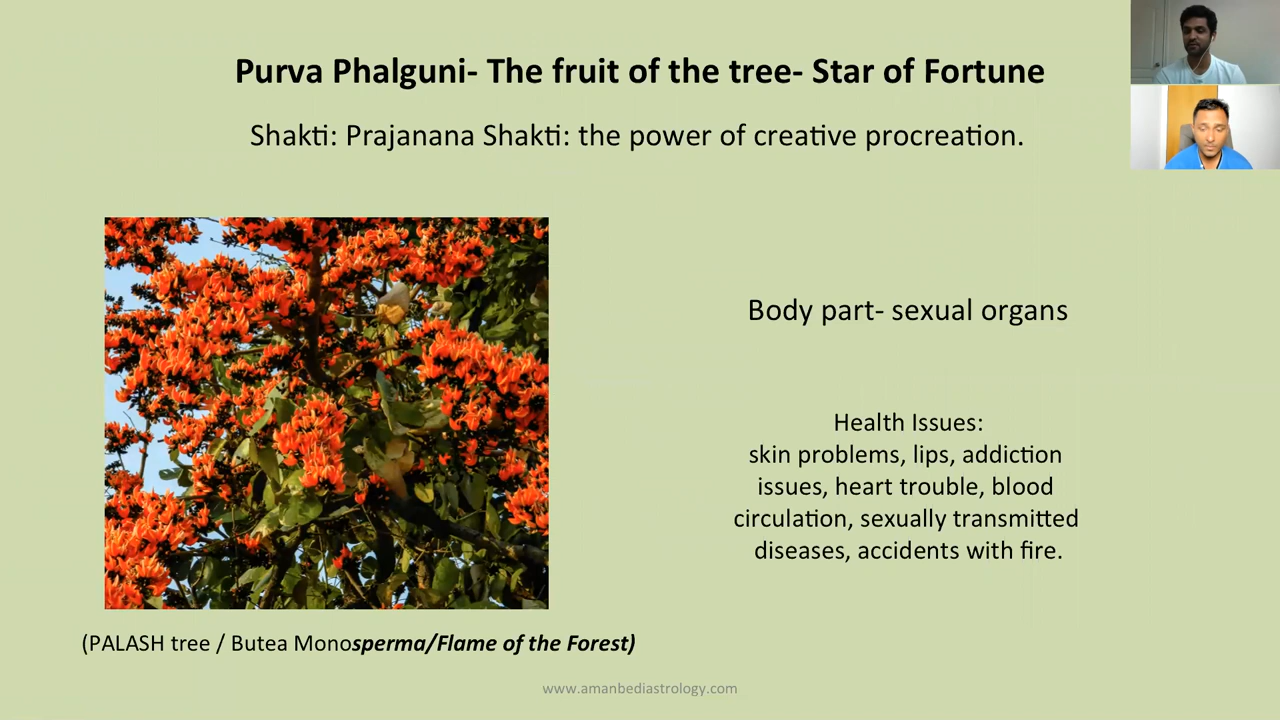 Purva Phalguni- The fruit of the tree- Star of Fortune
Shakti: Prajanana Shakti: the power of creative procreation.
Body part- sexual organs
Health Issues:
skin problems, lips, addiction
issues, heart trouble, blood
circulation, sexually transmitted
diseases, accidents with fire.
(PALASH tree / Butea Monosperma/Flame of the Forest)
www.amanbediastrology.com